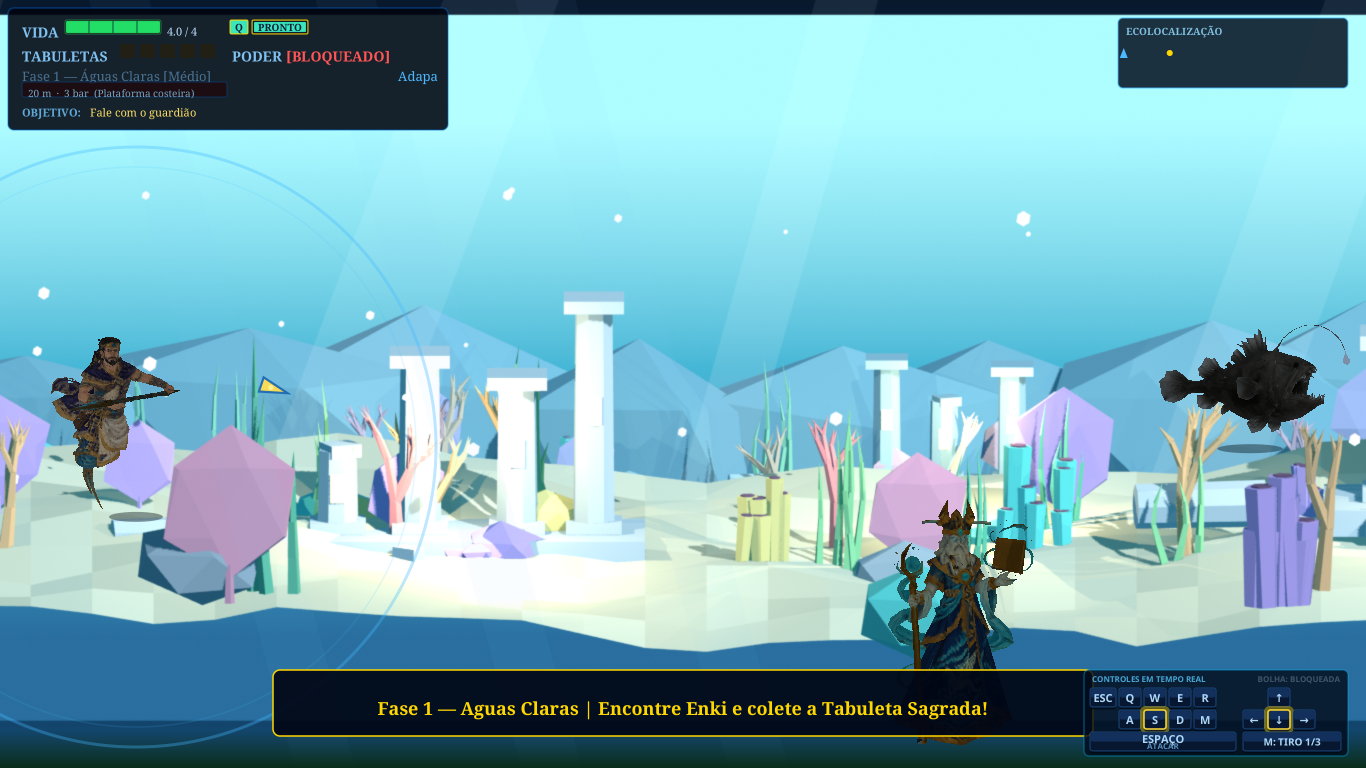 VIDA 4.0 / 4 Q PRONTO
TABULETAS PODER [BLOQUEADO]
Fase 1 — Águas Claras [Médio] Adapa
20 m · 3 bar (Plataforma costeira)
OBJETIVO: Fale com o guardião
ECOLOCALIZAÇÃO
Fase 1 — Aguas Claras | Encontre Enki e colete a Tabuleta Sagrada!
CONTROLES EM TEMPO REAL BOLHA: BLOQUEADA
ESC Q W E R ↑
A S D M ← ↓ →
ESPAÇO
ATACAR
M: TIRO 1/3